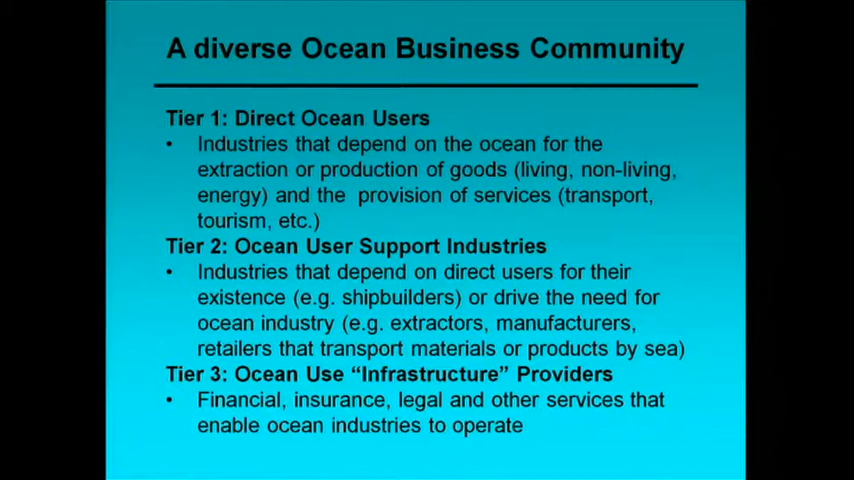 A diverse Ocean Business Community
Tier 1: Direct Ocean Users
• Industries that depend on the ocean for the
extraction or production of goods (living, non-living,
energy) and the provision of services (transport,
tourism, etc.)
Tier 2: Ocean User Support Industries
• Industries that depend on direct users for their
existence (e.g. shipbuilders) or drive the need for
ocean industry (e.g. extractors, manufacturers,
retailers that transport materials or products by sea)
Tier 3: Ocean Use “Infrastructure” Providers
• Financial, insurance, legal and other services that
enable ocean industries to operate